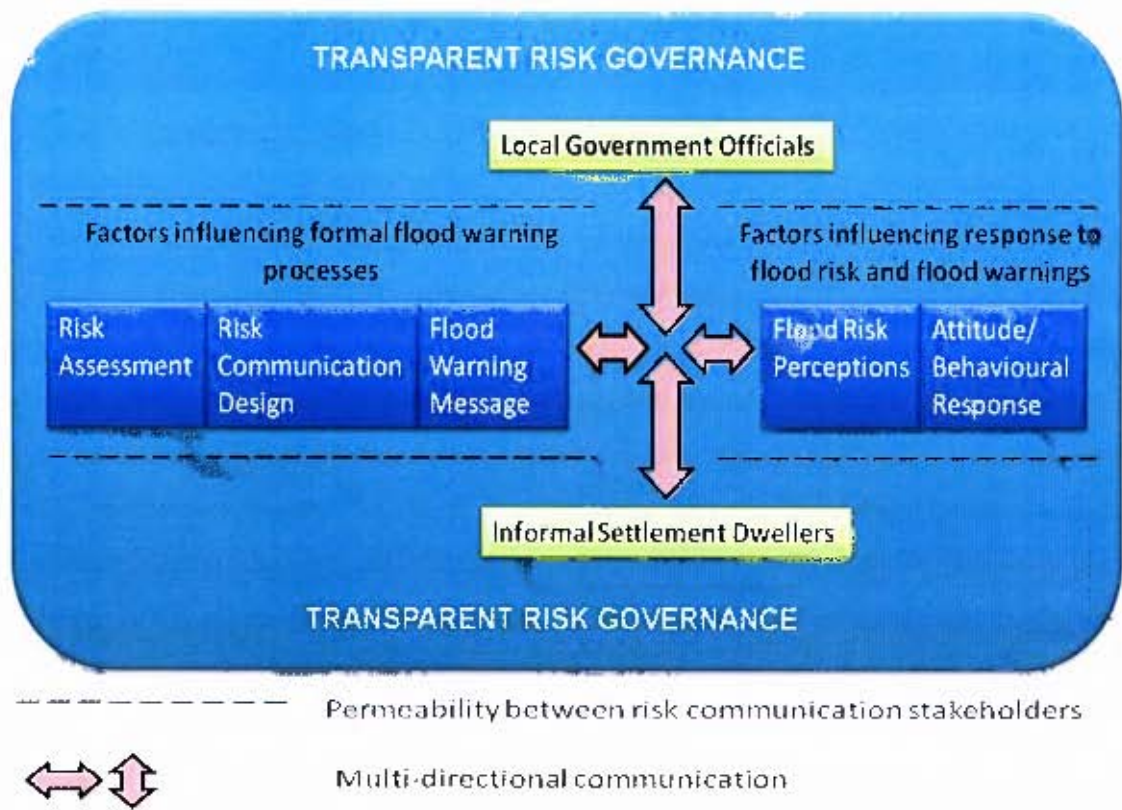 TRANSPARENT RISK GOVERNANCE
Local Government Officials
Factors influencing formal flood warning
processes
Factors influencing response to
flood risk and flood warnings
Risk
Assessment
Risk
Communication
Design
Flood
Warning
Message
Flood Risk
Perceptions
Attitude/
Behavioural
Response
Informal Settlement Dwellers
TRANSPARENT RISK GOVERNANCE
Permeability between risk communication stakeholders
Multi-directional communication